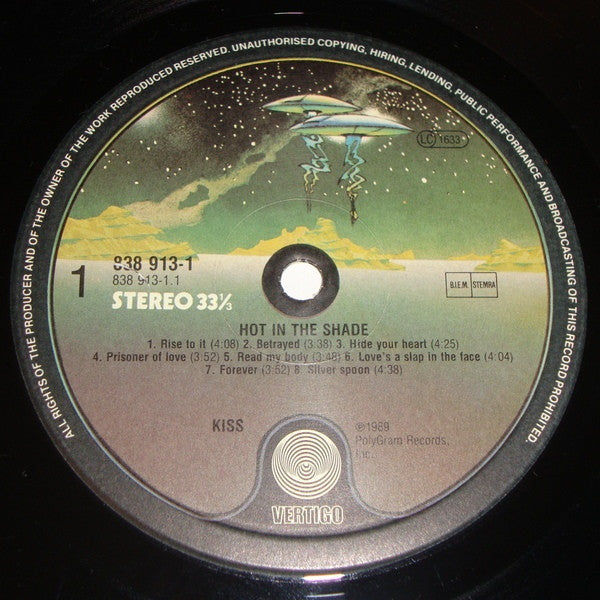 ALL RIGHTS OF THE PRODUCER AND OF THE OWNER OF THE WORK REPRODUCED RESERVED. UNAUTHORISED COPYING, HIRING, LENDING, PUBLIC PERFORMANCE AND BROADCASTING OF THIS RECORD PROHIBITED.
LC 1633
1
838 913-1
838 913-1.1
STEREO 33⅓
B.I.E.M. STEMRA
HOT IN THE SHADE
1. Rise to it (4:08) 2. Betrayed (3:38) 3. Hide your heart (4:25)
4. Prisoner of love (3:52) 5. Read my body (3:48) 6. Love's a slap in the face (4:04)
7. Forever (3:52) 8. Silver spoon (4:38)
KISS
℗1989
PolyGram Records,
Inc.
VERTIGO